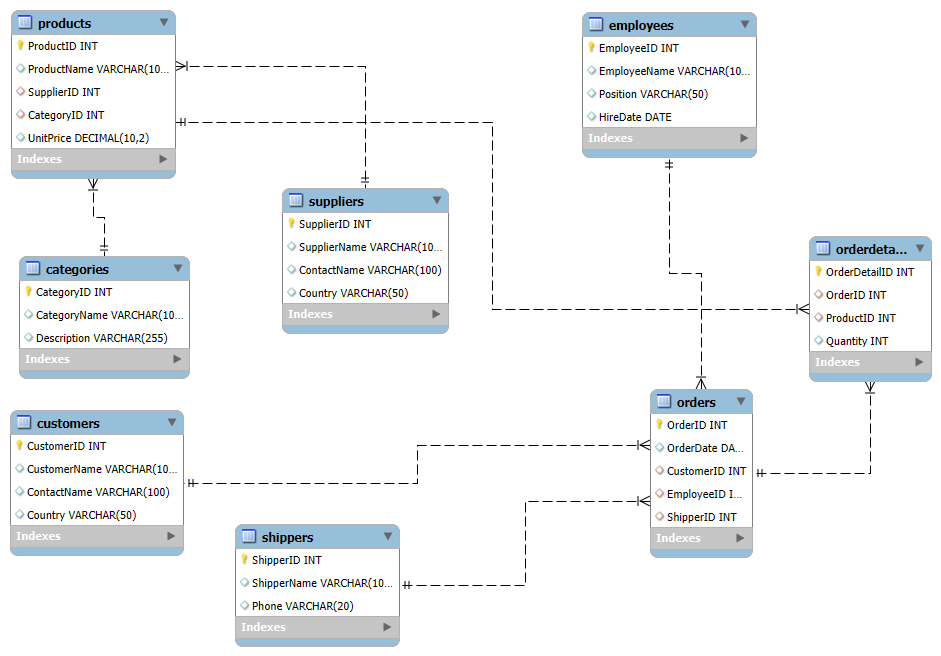 products
ProductID INT
ProductName VARCHAR(10...
SupplierID INT
CategoryID INT
UnitPrice DECIMAL(10,2)
Indexes
employees
EmployeeID INT
EmployeeName VARCHAR(10...
Position VARCHAR(50)
HireDate DATE
Indexes
suppliers
SupplierID INT
SupplierName VARCHAR(10...
ContactName VARCHAR(100)
Country VARCHAR(50)
Indexes
categories
CategoryID INT
CategoryName VARCHAR(10...
Description VARCHAR(255)
Indexes
orderdeta...
OrderDetailID INT
OrderID INT
ProductID INT
Quantity INT
Indexes
customers
CustomerID INT
CustomerName VARCHAR(10...
ContactName VARCHAR(100)
Country VARCHAR(50)
Indexes
orders
OrderID INT
OrderDate DA...
CustomerID INT
EmployeeID I...
ShipperID INT
Indexes
shippers
ShipperID INT
ShipperName VARCHAR(10...
Phone VARCHAR(20)
Indexes